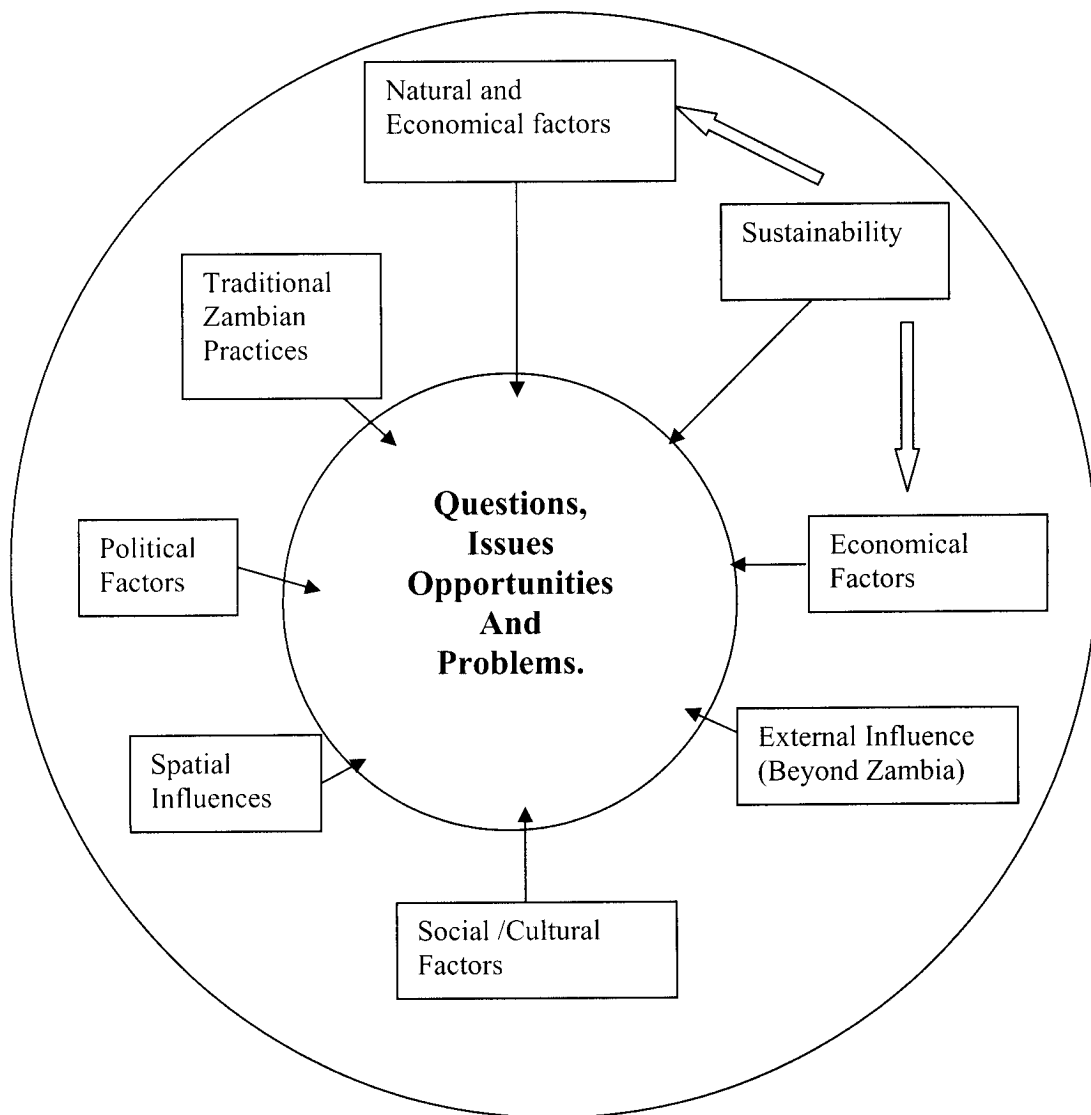 Natural and
Economical factors
Sustainability
Traditional
Zambian
Practices
Questions,
Issues
Opportunities
And
Problems.
Political
Factors
Economical
Factors
Spatial
Influences
External Influence
(Beyond Zambia)
Social /Cultural
Factors